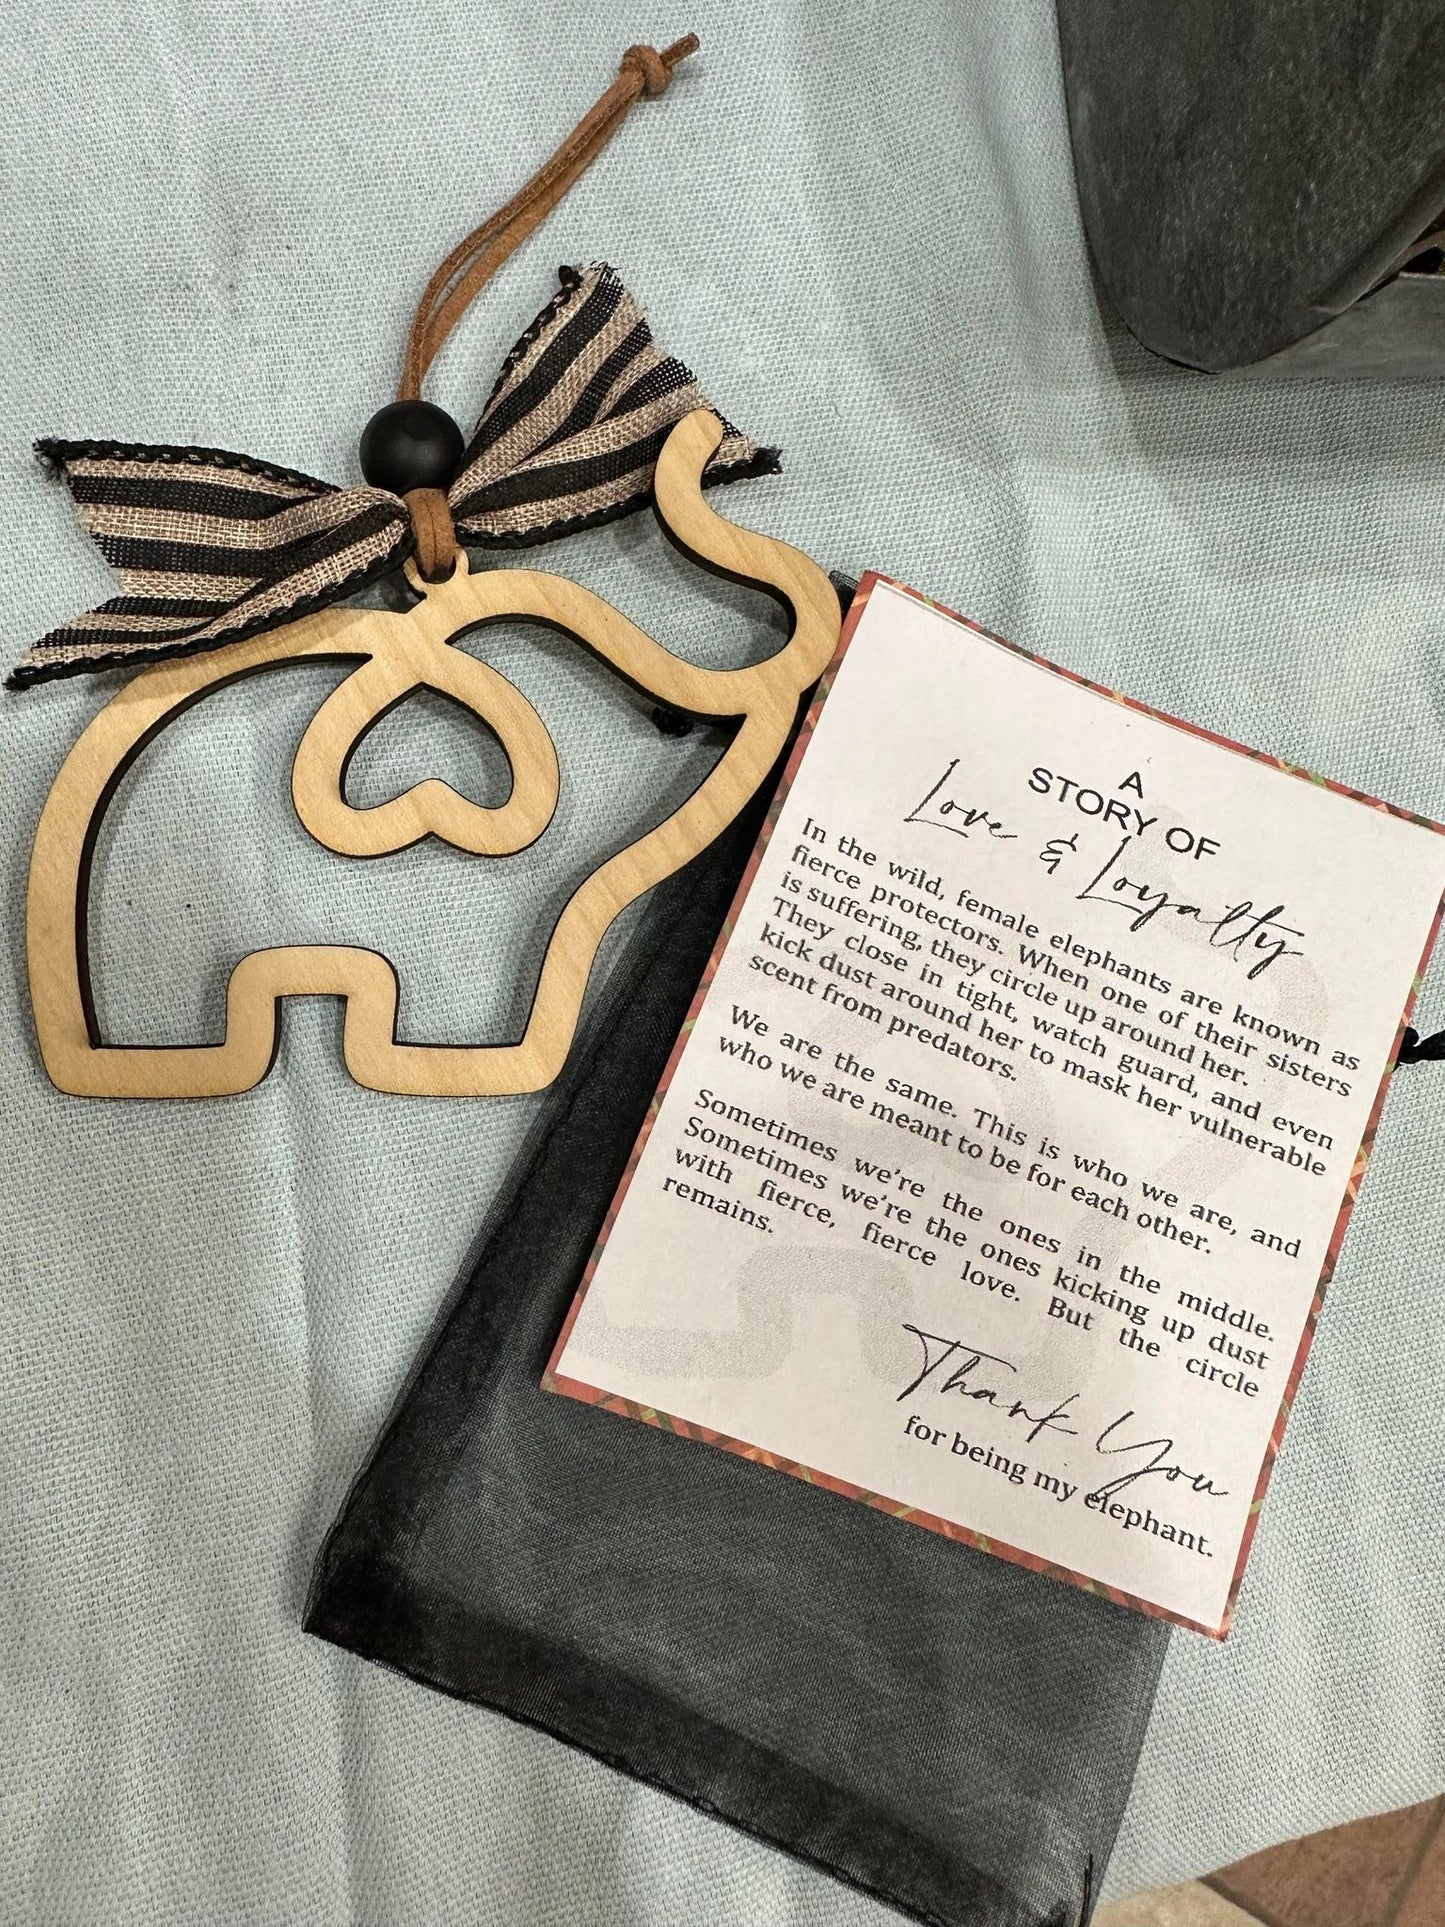 A
STORY OF
Love & Loyalty
In the wild, female elephants are known as
fierce protectors. When one of their sisters
is suffering, they circle up around her.
They close in tight, watch guard, and even
kick dust around her to mask her vulnerable
scent from predators.
We are the same. This is who we are, and
who we are meant to be for each other.
Sometimes we're the ones in the middle.
Sometimes we're the ones kicking up dust
with fierce, fierce love. But the circle
remains.
Thank You
for being my elephant.